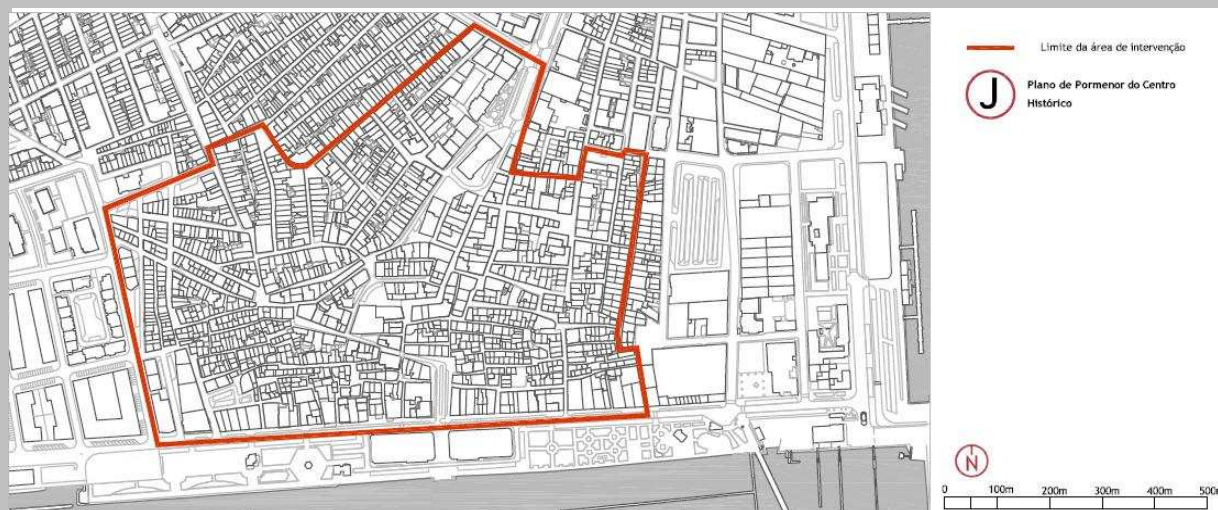 Limite da área de intervenção
J
Plano de Pormenor do Centro
Histórico
N
0 100m 200m 300m 400m 500m